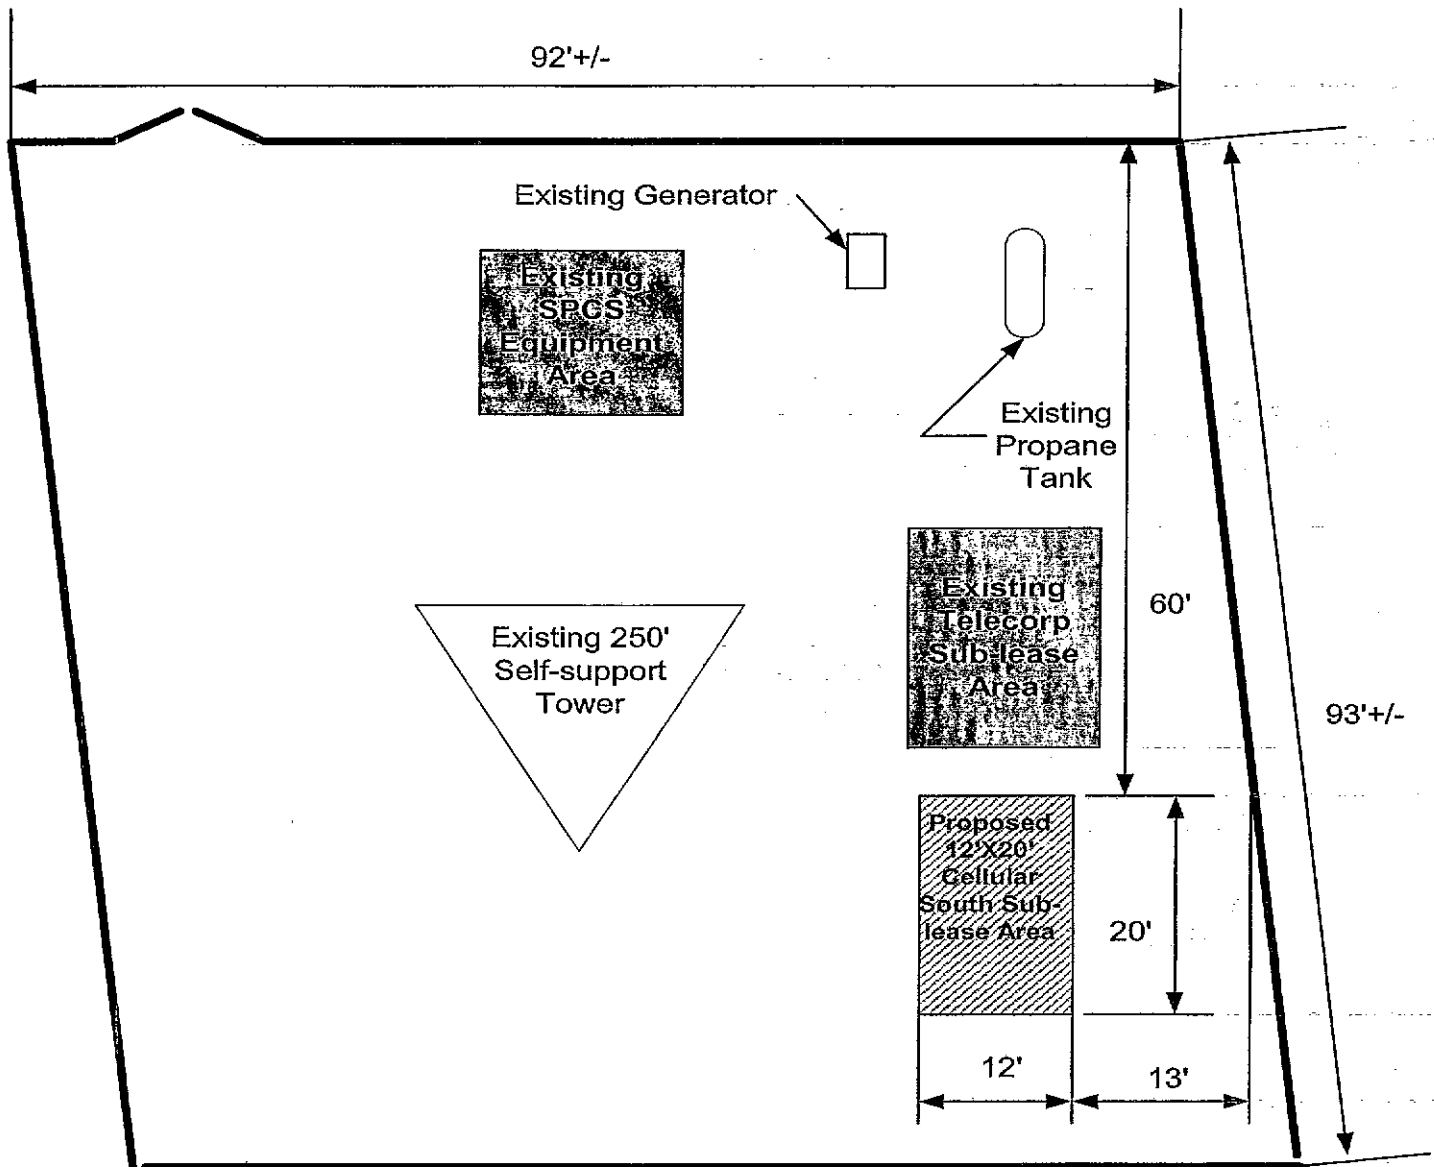 92'+/-
Existing Generator
Existing
SPCS
Equipment
Area
Existing
Propane
Tank
Existing
Telecorp
Sub-lease
Area
60'
Existing 250'
Self-support
Tower
93'+/-
Proposed
12'X20'
Cellular
South Sub-
lease Area
20'
12'
13'